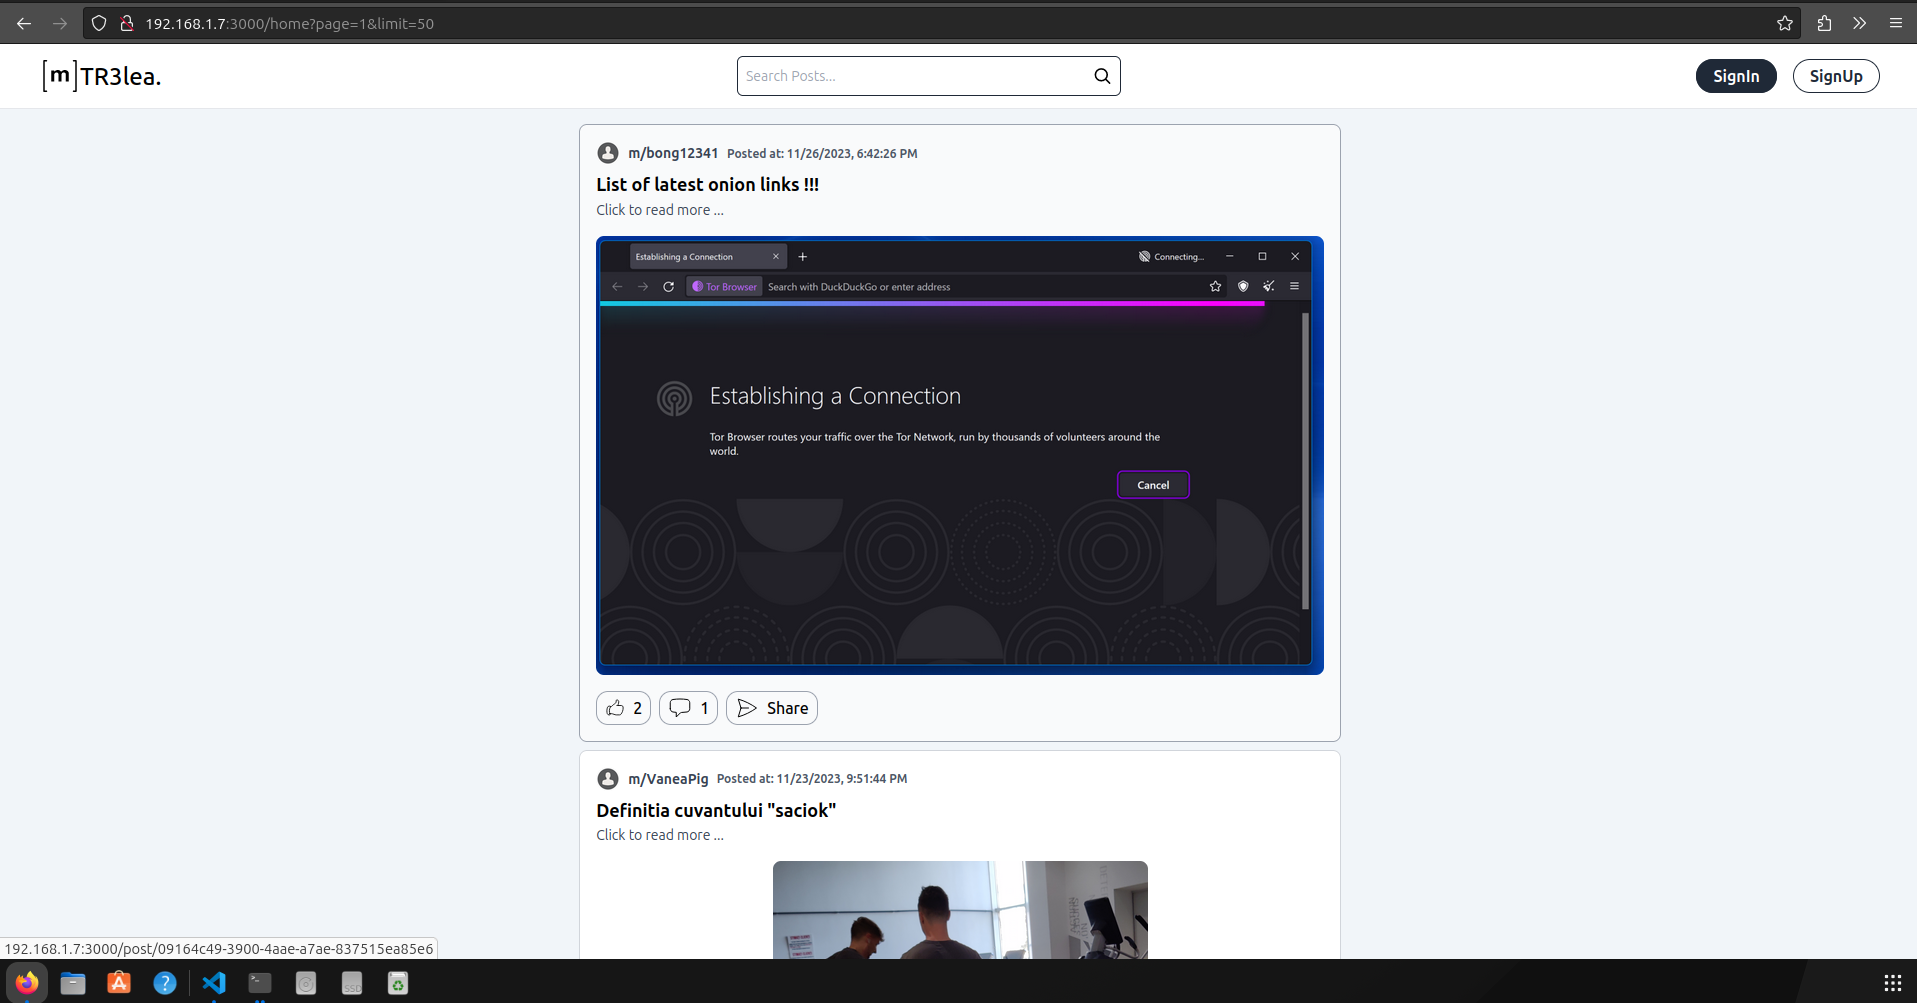 192.168.1.7:3000/home?page=1&limit=50
[m]TR3lea.
Search Posts...
SignIn
SignUp
m/bong12341 Posted at: 11/26/2023, 6:42:26 PM
List of latest onion links !!!
Click to read more ...
Establishing a Connection
Connecting...
Tor Browser
Search with DuckDuckGo or enter address
Establishing a Connection
Tor Browser routes your traffic over the Tor Network, run by thousands of volunteers around the
world.
Cancel
2
1
Share
m/VaneaPig Posted at: 11/23/2023, 9:51:44 PM
Definitia cuvantului "saciok"
Click to read more ...
192.168.1.7:3000/post/09164c49-3900-4aae-a7ae-837515ea85e6
SSD